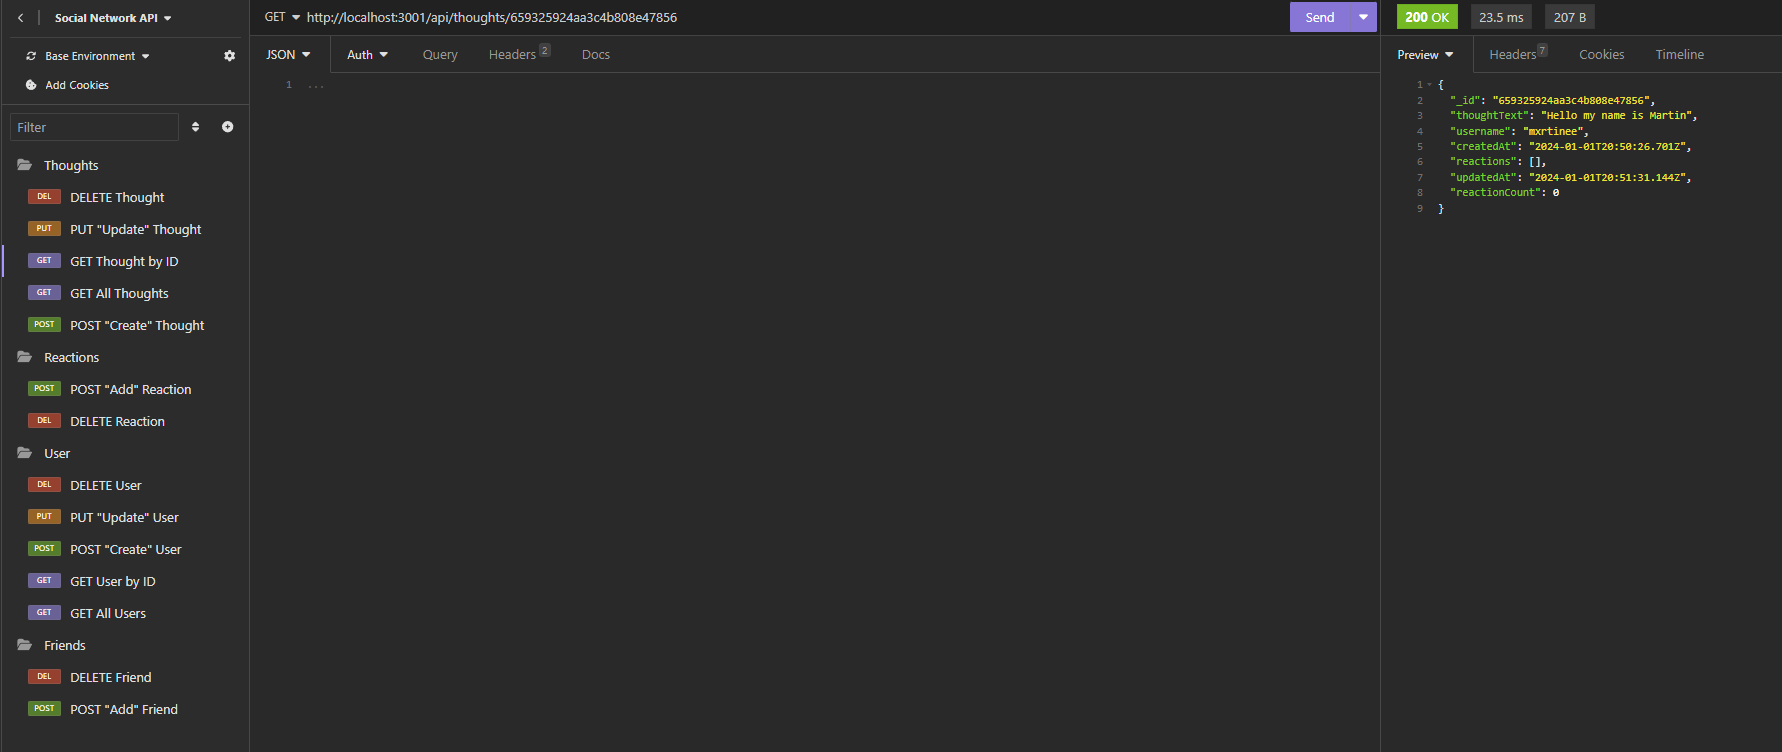 Social Network API
Base Environment
Add Cookies
Filter
Thoughts
DEL DELETE Thought
PUT PUT "Update" Thought
GET GET Thought by ID
GET GET All Thoughts
POST POST "Create" Thought
Reactions
POST POST "Add" Reaction
DEL DELETE Reaction
User
DEL DELETE User
PUT PUT "Update" User
POST POST "Create" User
GET GET User by ID
GET GET All Users
Friends
DEL DELETE Friend
POST POST "Add" Friend
GET http://localhost:3001/api/thoughts/659325924aa3c4b808e47856 Send
JSON Auth Query Headers 2 Docs
1 ...
200 OK 23.5 ms 207 B
Preview Headers 7 Cookies Timeline
1 {
2 "_id": "659325924aa3c4b808e47856",
3 "thoughtText": "Hello my name is Martin",
4 "username": "mxrtinee",
5 "createdAt": "2024-01-01T20:50:26.701Z",
6 "reactions": [],
7 "updatedAt": "2024-01-01T20:51:31.144Z",
8 "reactionCount": 0
9 }